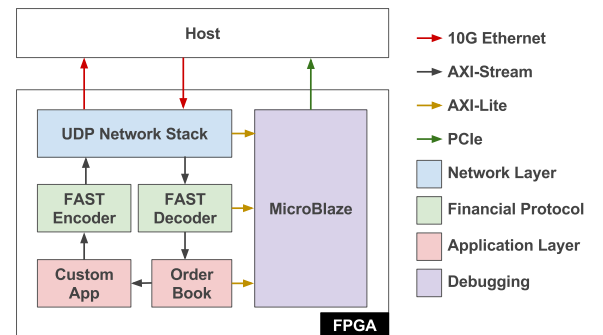 Host
10G Ethernet
AXI-Stream
AXI-Lite
PCIe
Network Layer
Financial Protocol
Application Layer
Debugging
UDP Network Stack
FAST
Encoder
FAST
Decoder
MicroBlaze
Custom
App
Order
Book
FPGA